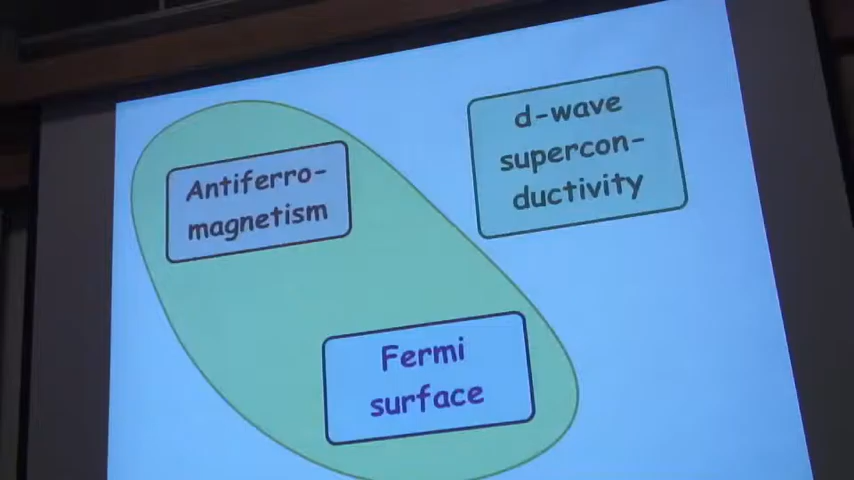 Antiferro-
magnetism
d-wave
supercon-
ductivity
Fermi
surface